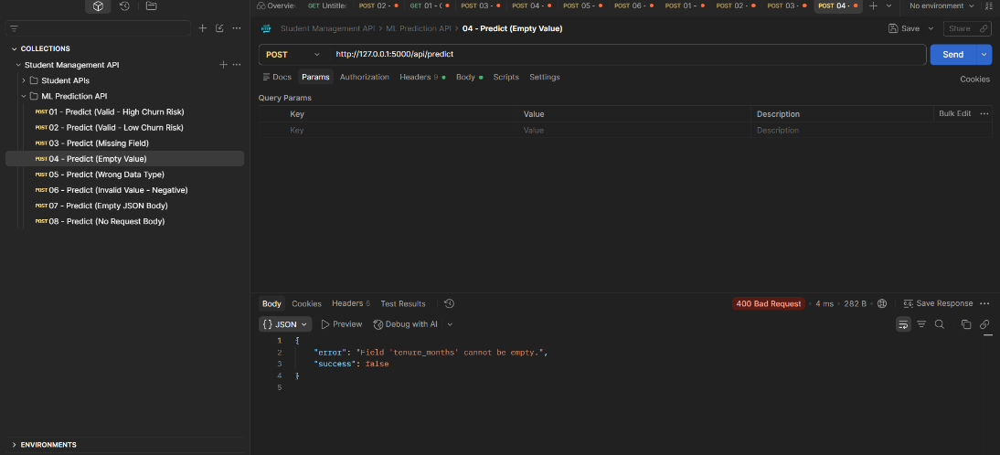 Overview
GET Untitle
POST 02 -
GET 01 - (
POST 03 -
POST 04 -
POST 05 -
POST 06 -
POST 01 -
POST 02 -
POST 03 -
POST 04 -
No environment
COLLECTIONS
Student Management API
Student APIs
ML Prediction API
POST 01 - Predict (Valid - High Churn Risk)
POST 02 - Predict (Valid - Low Churn Risk)
POST 03 - Predict (Missing Field)
POST 04 - Predict (Empty Value)
POST 05 - Predict (Wrong Data Type)
POST 06 - Predict (Invalid Value - Negative)
POST 07 - Predict (Empty JSON Body)
POST 08 - Predict (No Request Body)
ENVIRONMENTS
HTTP Student Management API > ML Prediction API > 04 - Predict (Empty Value)
Save
Share
POST
http://127.0.0.1:5000/api/predict
Send
Docs Params Authorization Headers 9 Body Scripts Settings
Cookies
Query Params
Key Value Description Bulk Edit
Key Value Description
Body Cookies Headers 5 Test Results
400 Bad Request 4 ms 282 B Save Response
{} JSON Preview Debug with AI
1 {
2 "error": "Field 'tenure_months' cannot be empty.",
3 "success": false
4 }
5